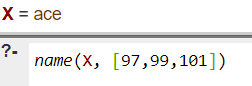 X = ace
?- name(X, [97,99,101])